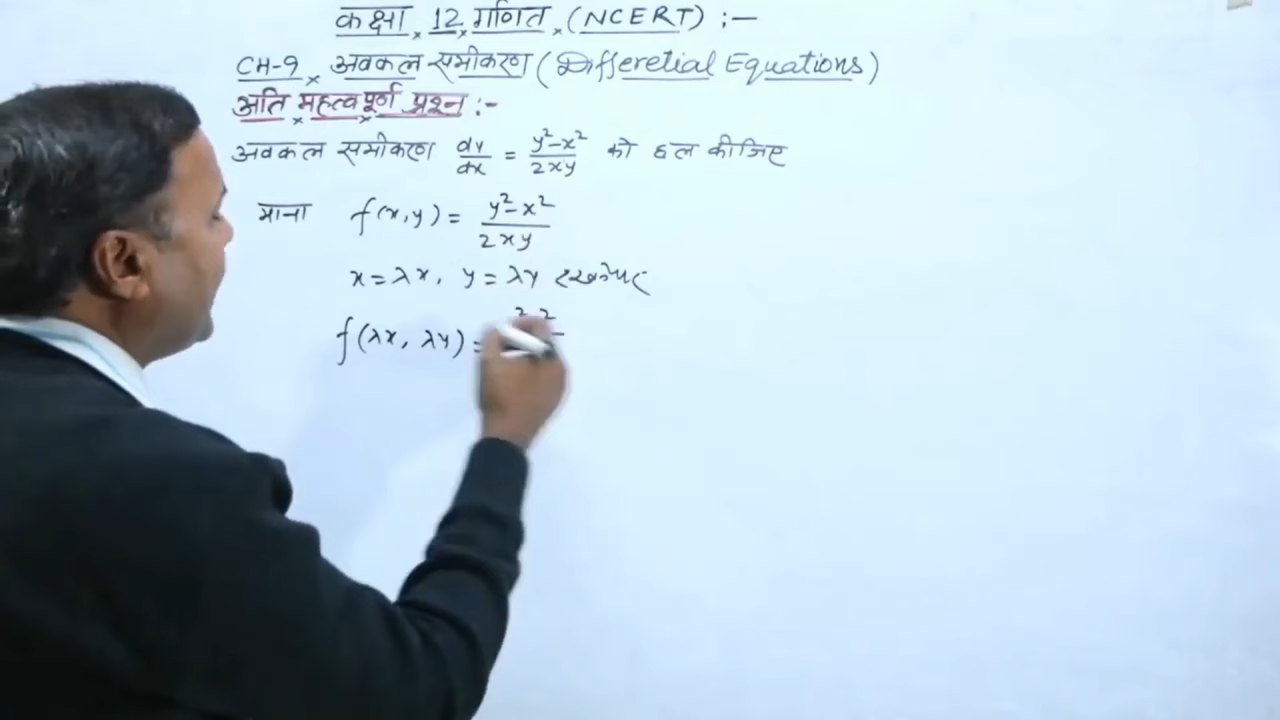 कक्षा 12 गणित (NCERT) :-
CH-9 अवकल समीकरण (Differetial Equations)
अति महत्वपूर्ण प्रश्न :-
अवकल समीकरण dy/dx = y²-x²/2xy को हल कीजिए
माना f(x,y) = y²-x²/2xy
x = λx, y = λy रखने पर
f(λx, λy) =